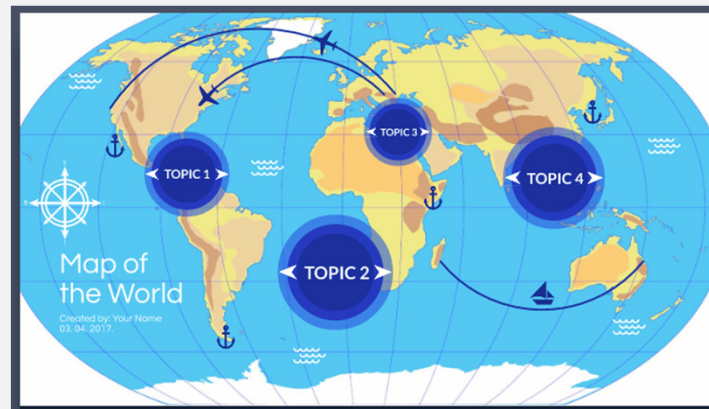 TOPIC 1
TOPIC 2
TOPIC 3
TOPIC 4
Map of
the World
Created by: Your Name
03. 04. 2017.